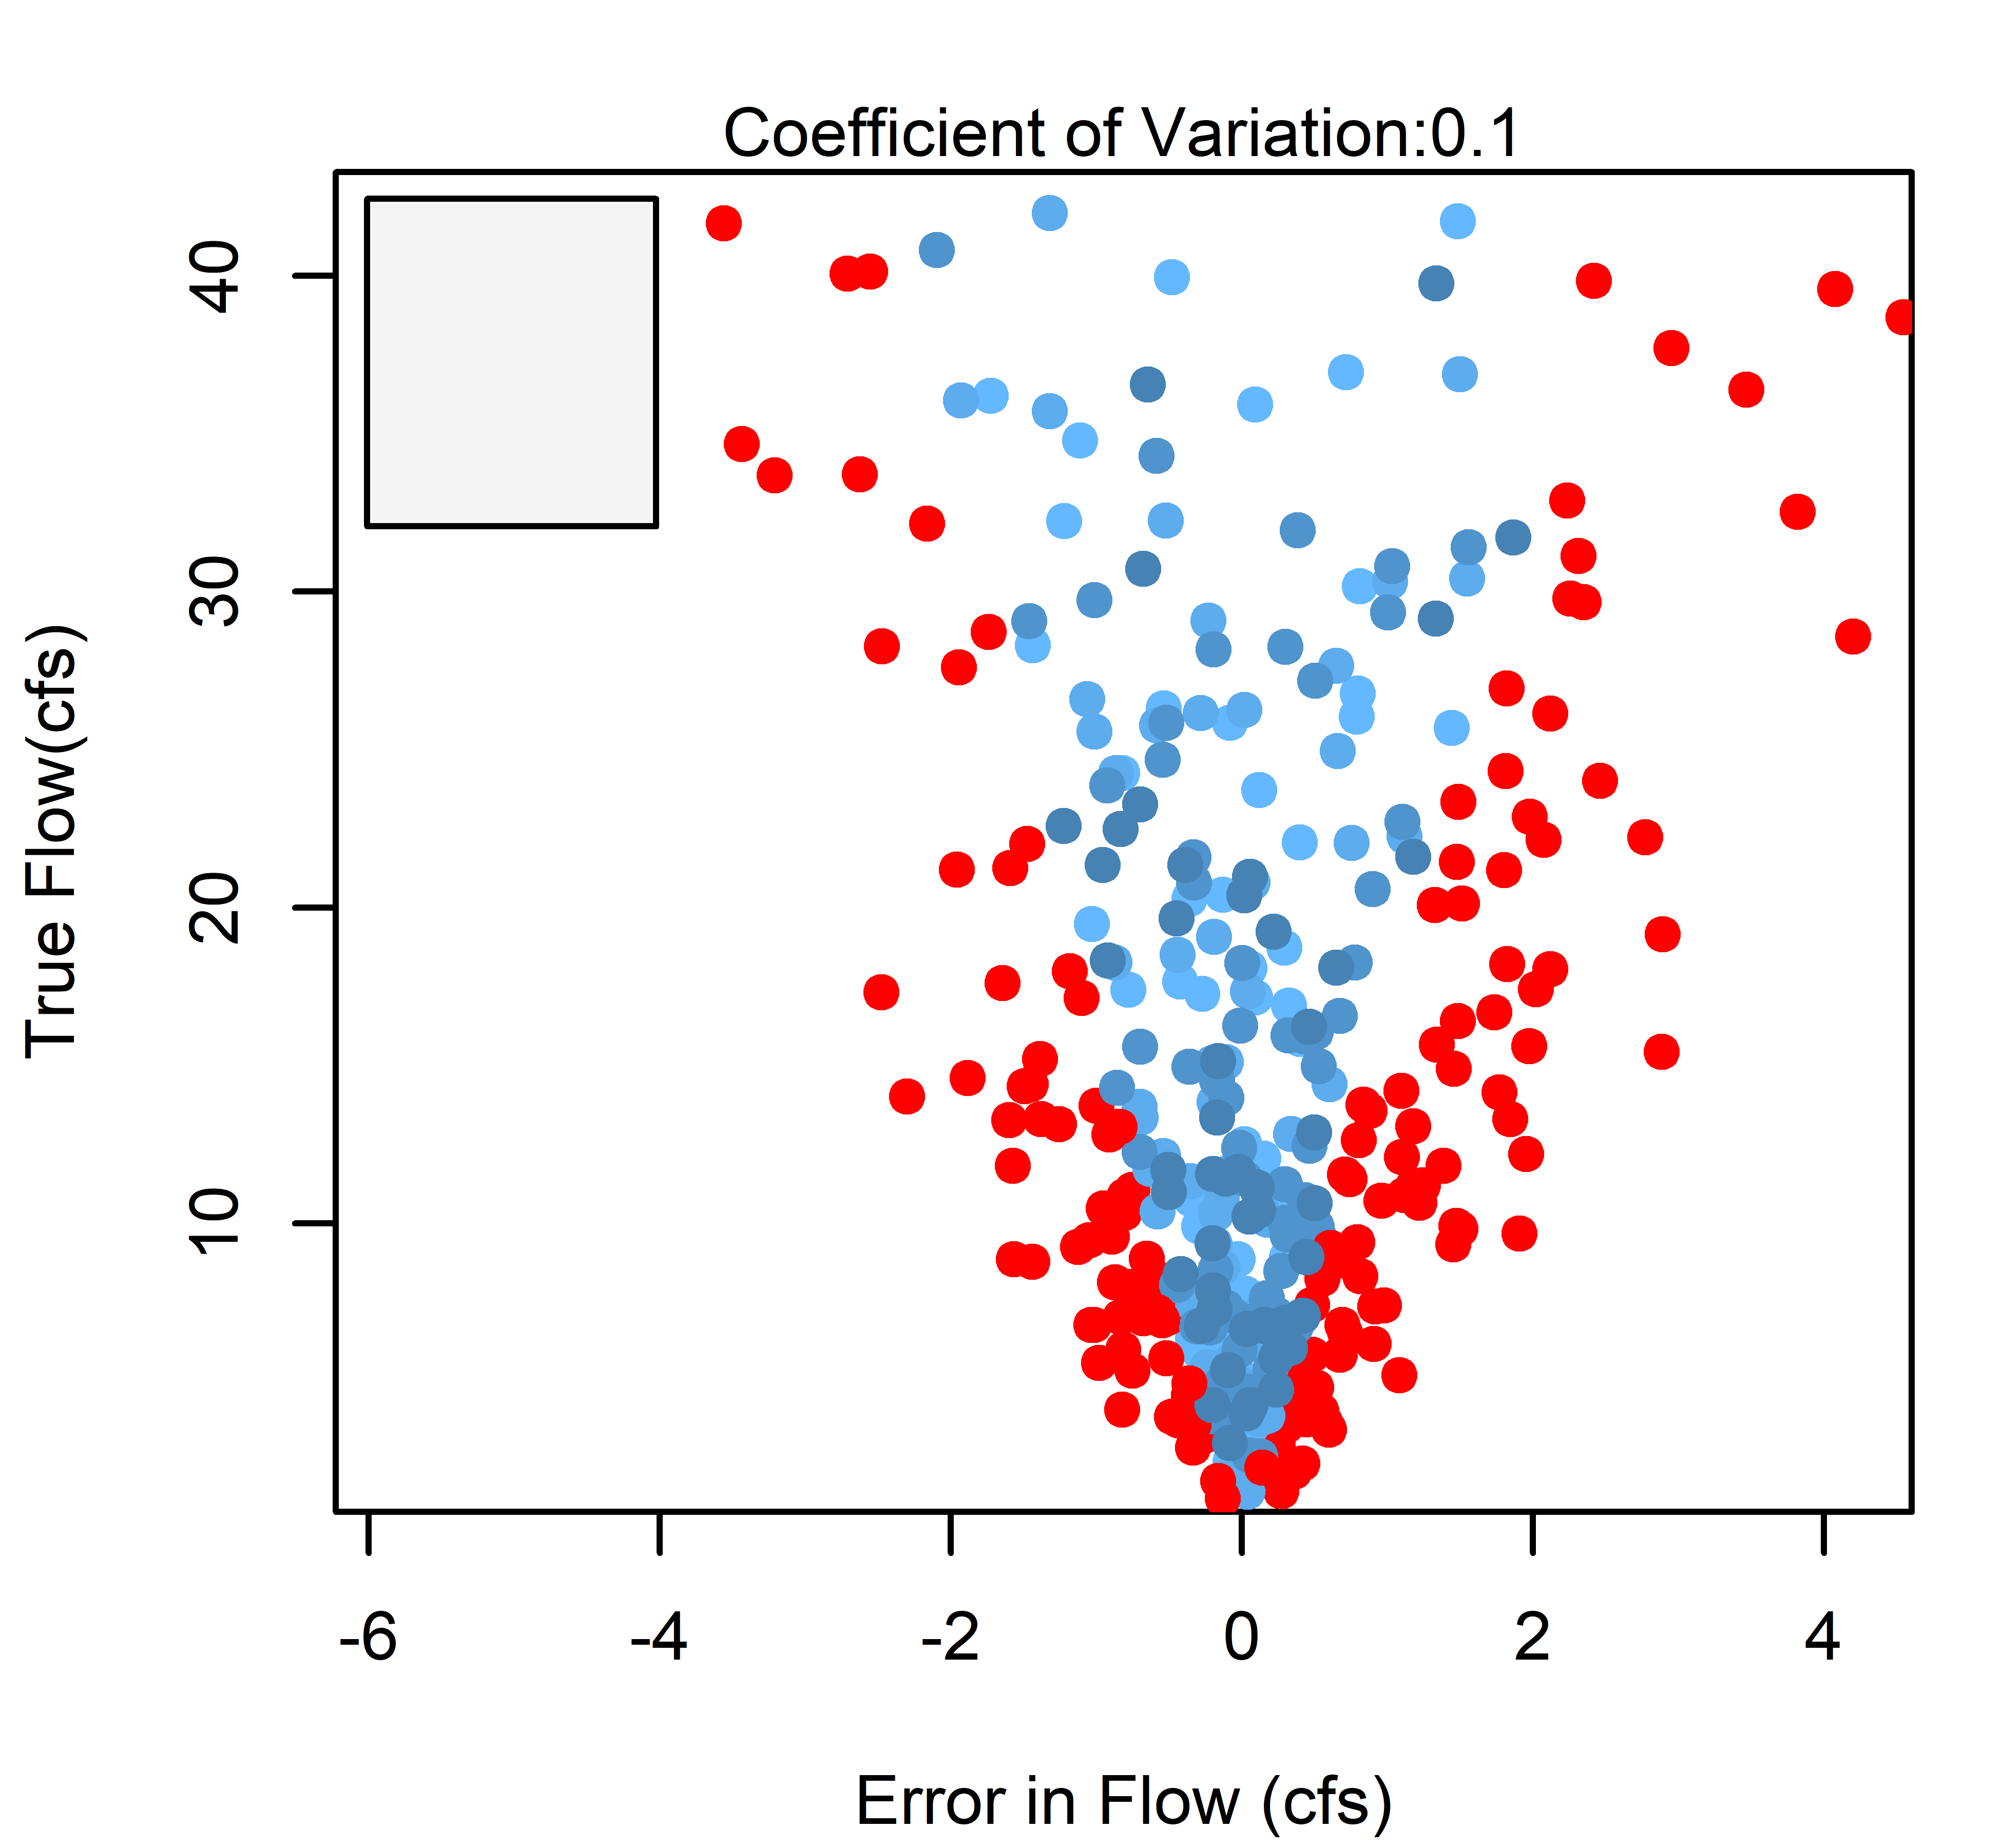 Coefficient of Variation:0.1
True Flow(cfs)
40
30
20
10
-6 -4 -2 0 2 4
Error in Flow (cfs)